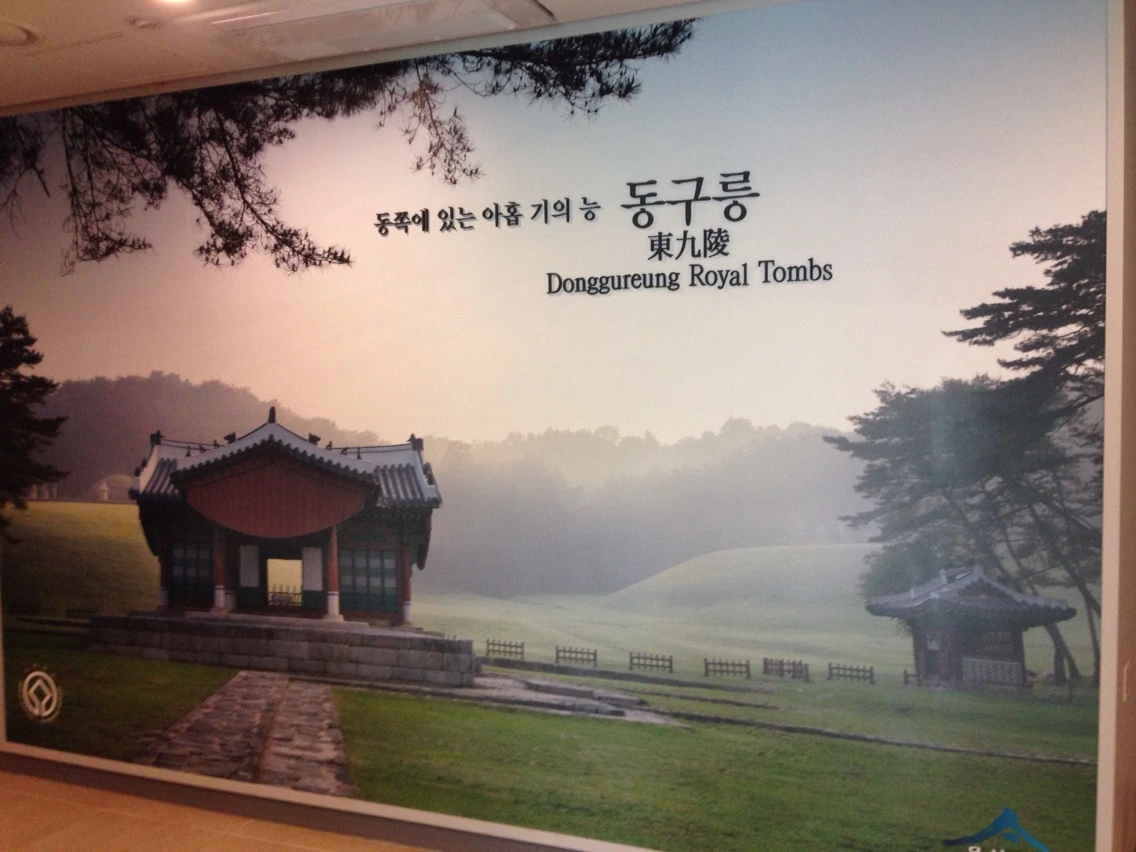 동쪽에 있는 아홉 기의 능 동구릉
東九陵
Donggureung Royal Tombs